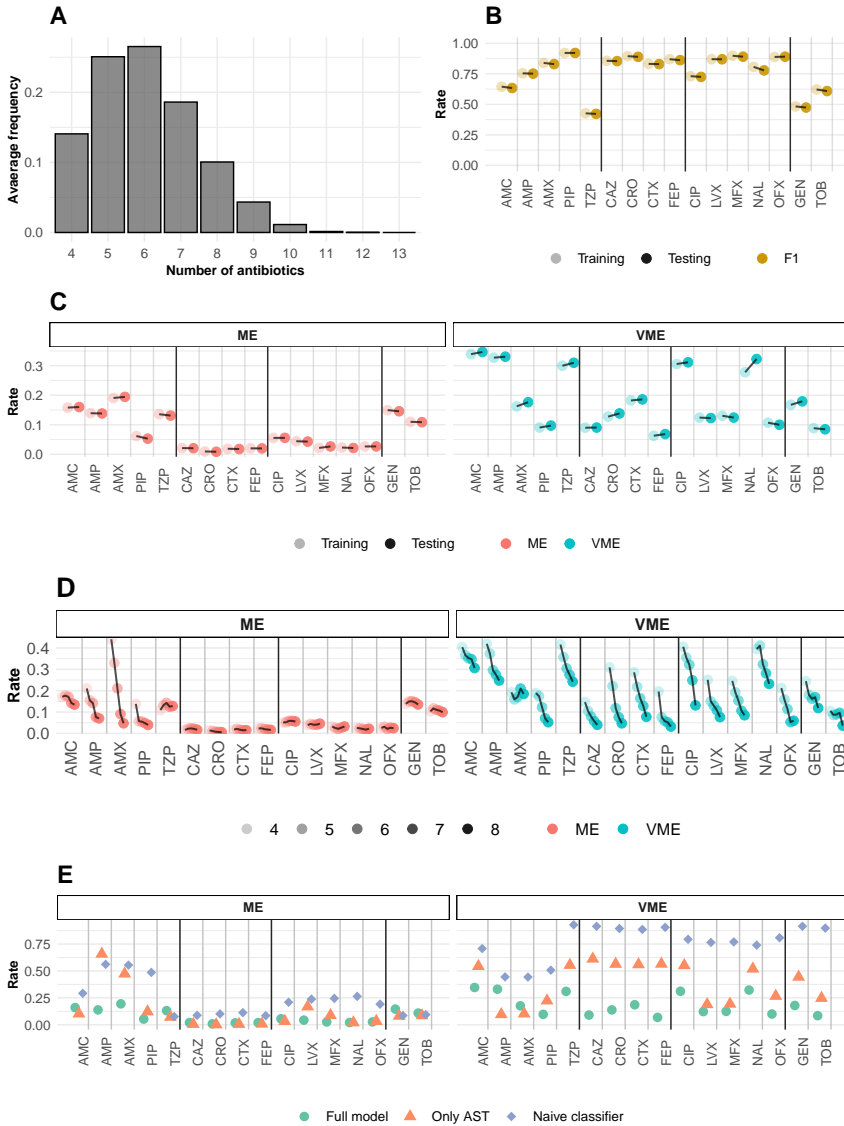 A
Avaerage frequency
0.2
0.1
0.0
4 5 6 7 8 9 10 11 12 13
Number of antibiotics
B
Rate
1.00
0.75
0.50
0.25
0.00
AMC AMP AMX PIP TZP CAZ CRO CTX FEP CIP LVX MFX NAL OFX GEN TOB
Training Testing F1
C
ME VME
Rate
0.3
0.2
0.1
0.0
AMC AMP AMX PIP TZP CAZ CRO CTX FEP CIP LVX MFX NAL OFX GEN TOB AMC AMP AMX PIP TZP CAZ CRO CTX FEP CIP LVX MFX NAL OFX GEN TOB
Training Testing ME VME
D
ME VME
Rate
0.4
0.3
0.2
0.1
0.0
AMC AMP AMX PIP TZP CAZ CRO CTX FEP CIP LVX MFX NAL OFX GEN TOB AMC AMP AMX PIP TZP CAZ CRO CTX FEP CIP LVX MFX NAL OFX GEN TOB
4 5 6 7 8 ME VME
E
ME VME
Rate
0.75
0.50
0.25
0.00
AMC AMP AMX PIP TZP CAZ CRO CTX FEP CIP LVX MFX NAL OFX GEN TOB AMC AMP AMX PIP TZP CAZ CRO CTX FEP CIP LVX MFX NAL OFX GEN TOB
Full model Only AST Naive classifier